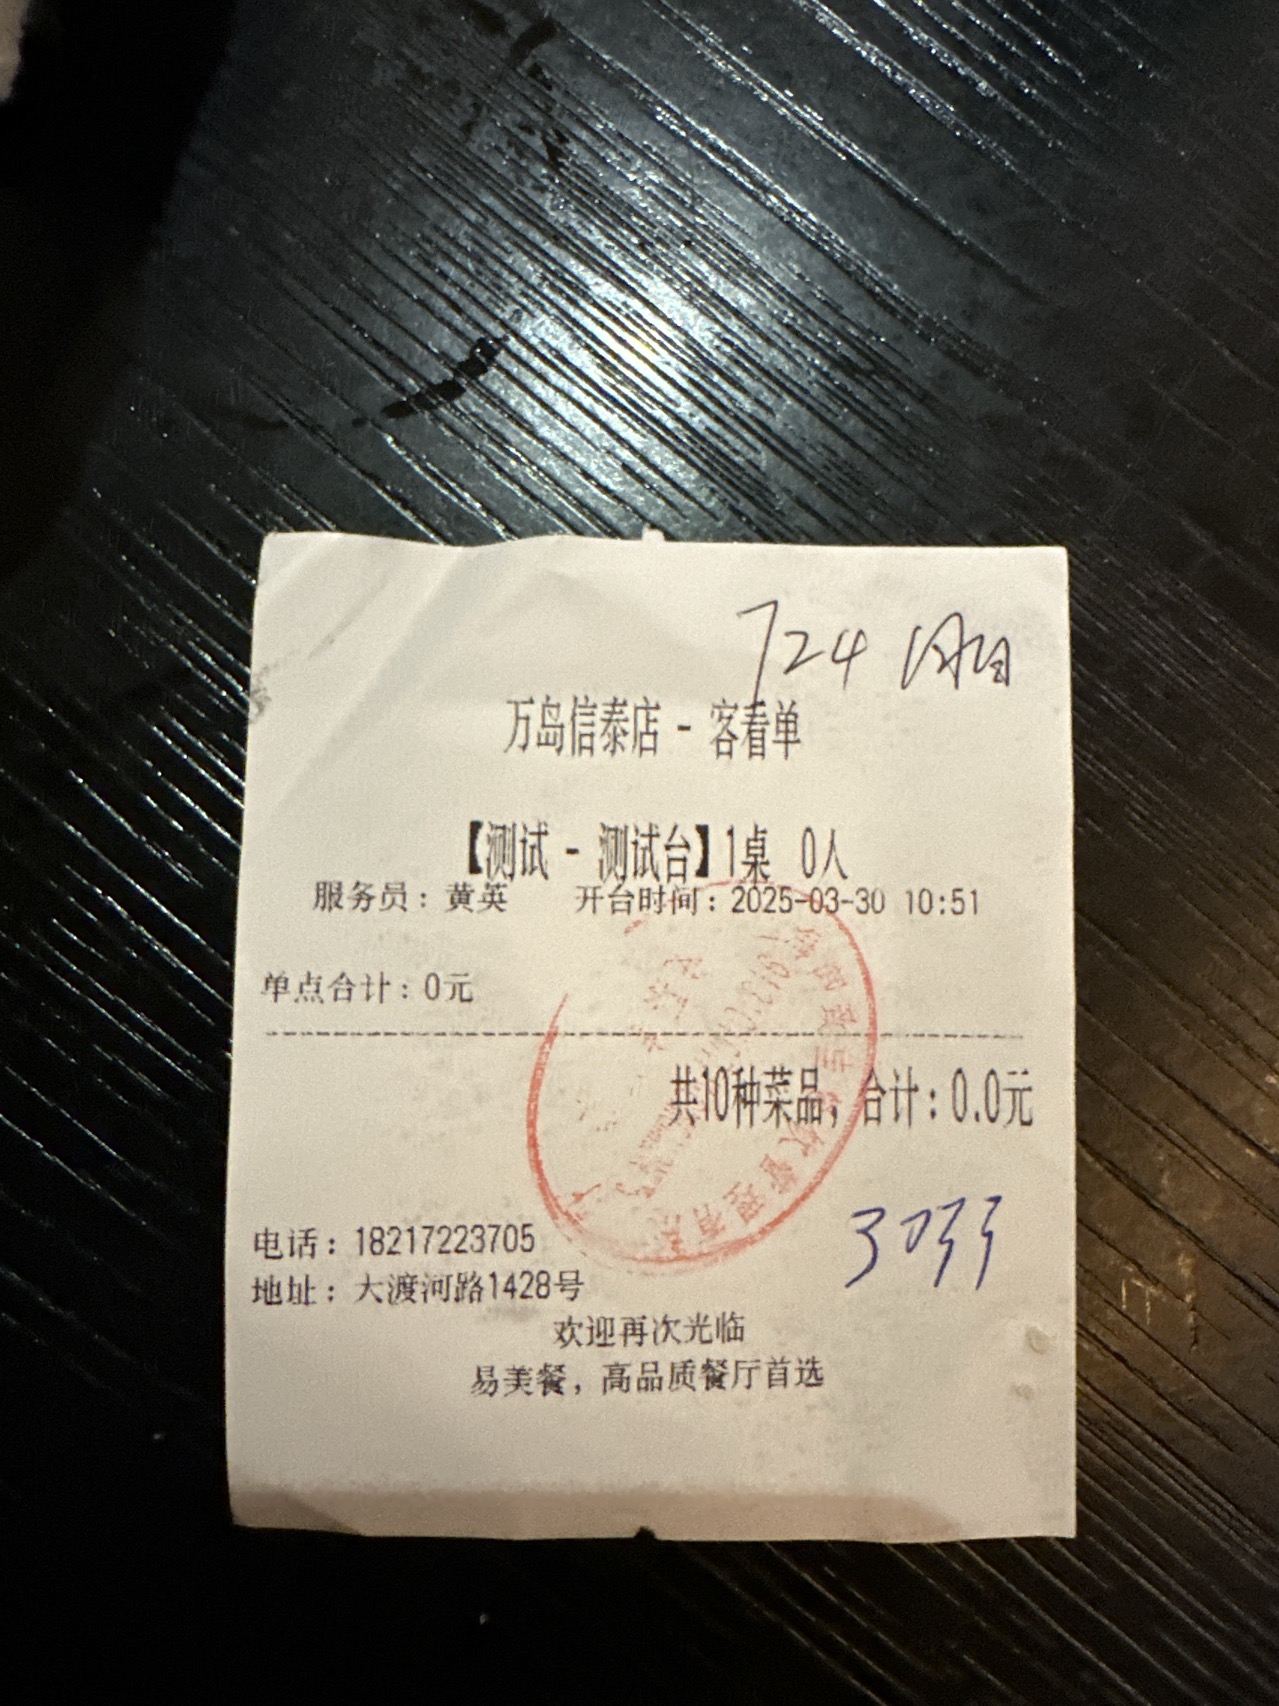 724
万岛信泰店 - 客看单
【测试 - 测试台】1桌 0人
服务员：黄英 开台时间：2025-03-30 10:51
单点合计：0元
共10种菜品，合计：0.0元
电话：18217223705
地址：大渡河路1428号
欢迎再次光临
易美餐，高品质餐厅首选